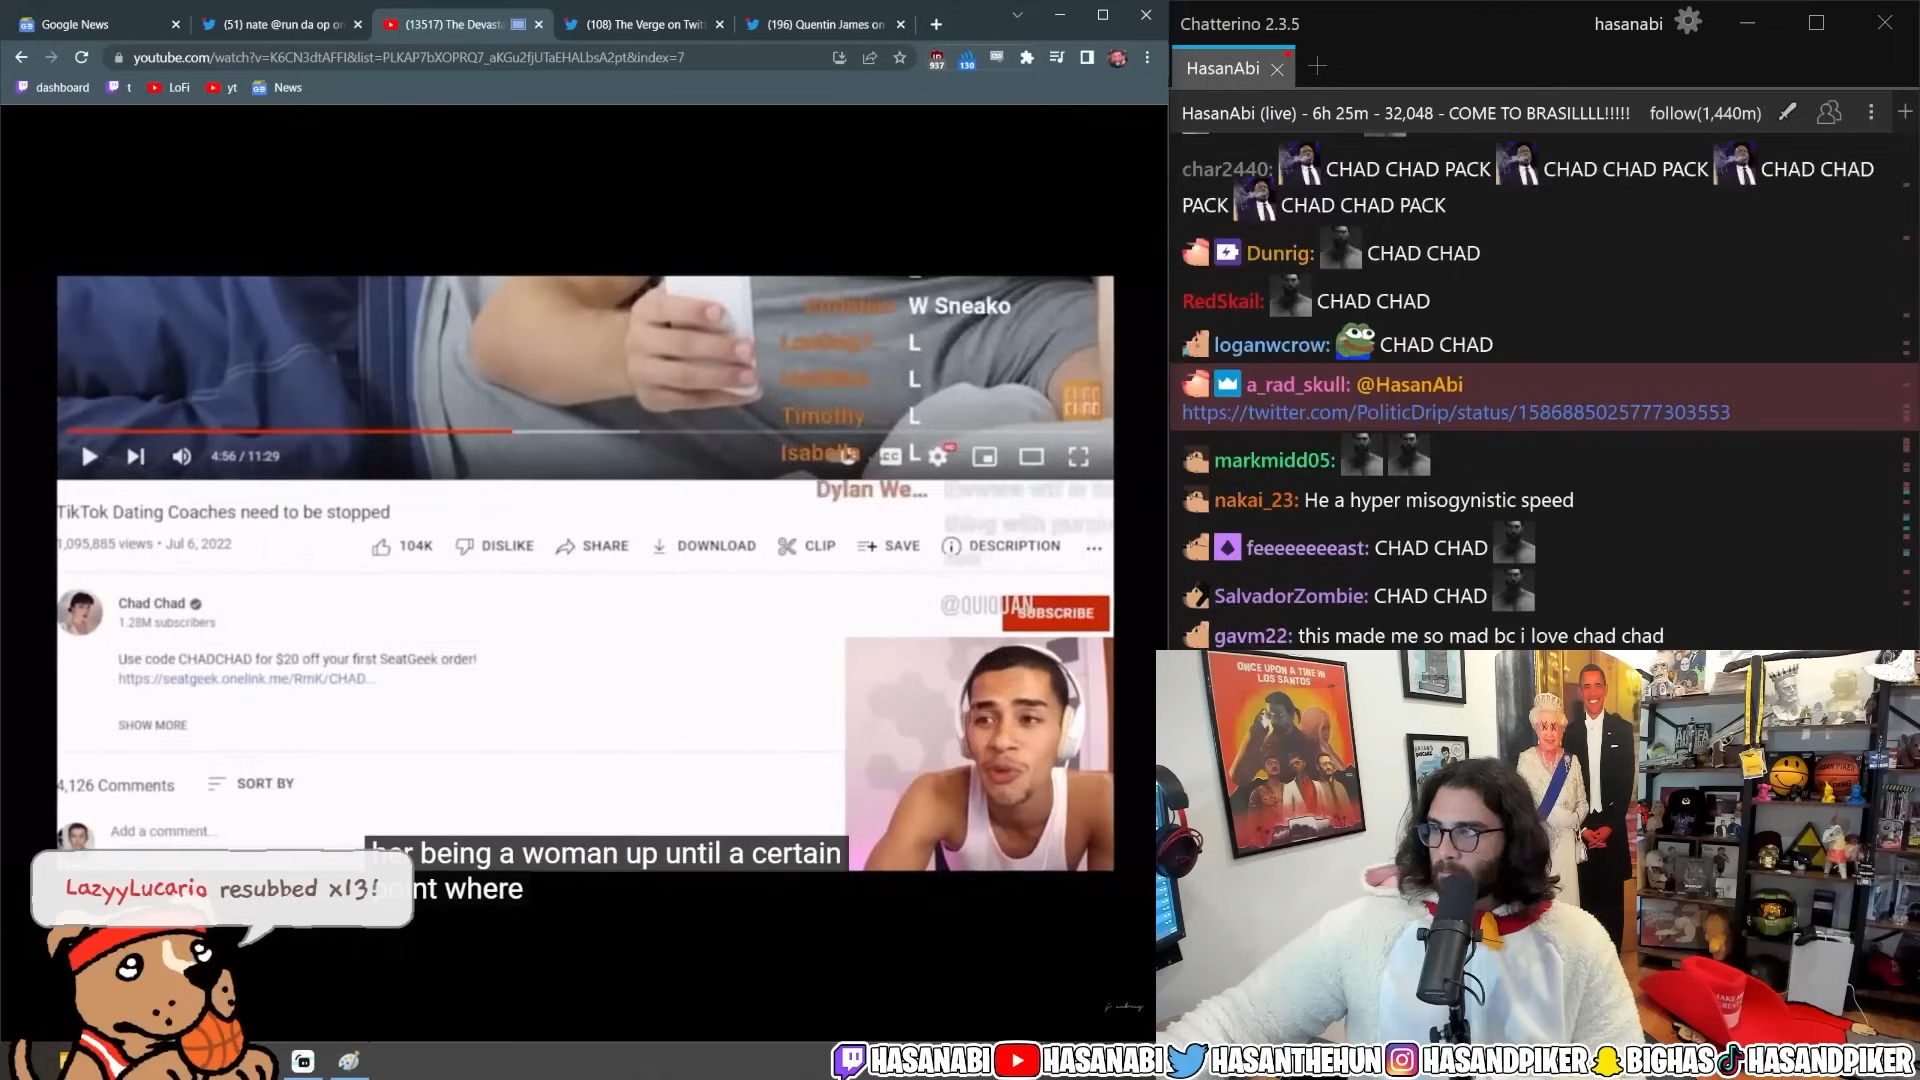 Google News
(51) nate @run da op on
(13517) The Devasta
(108) The Verge on Twit
(196) Quentin James on
youtube.com/watch?v=K6CN3dtAFFI&list=PLKAP7bXOPRQ7_aKGu2fjUTaEHALbsA2pt&index=7
937
130
dashboard
t
LoFi
yt
News
W Sneako
L
L
Timothy L
Isabella L
Dylan We...
4:56 / 11:29
TikTok Dating Coaches need to be stopped
1,095,885 views • Jul 6, 2022
104K
DISLIKE
SHARE
DOWNLOAD
CLIP
SAVE
DESCRIPTION
Chad Chad
1.28M subscribers
@QUIQUAN
SUBSCRIBE
Use code CHADCHAD for $20 off your first SeatGeek order!
https://seatgeek.onelink.me/RmK/CHAD...
SHOW MORE
4,126 Comments
SORT BY
Add a comment...
her being a woman up until a certain
point where
LazyyLucario resubbed x13!
Chatterino 2.3.5
hasanabi
HasanAbi
HasanAbi (live) - 6h 25m - 32,048 - COME TO BRASILLLL!!!!!
follow(1,440m)
char2440: CHAD CHAD PACK CHAD CHAD PACK CHAD CHAD
PACK CHAD CHAD PACK
Dunrig: CHAD CHAD
RedSkail: CHAD CHAD
loganwcrow: CHAD CHAD
a_rad_skull: @HasanAbi
https://twitter.com/PoliticDrip/status/1586885025777303553
markmidd05:
nakai_23: He a hyper misogynistic speed
feeeeeeeeast: CHAD CHAD
SalvadorZombie: CHAD CHAD
gavm22: this made me so mad bc i love chad chad
ONCE UPON A TIME IN
LOS SANTOS
HASANABI
HASANABI
HASANTHEHUN
HASANDPIKER
BIGHAS
HASANDPIKER